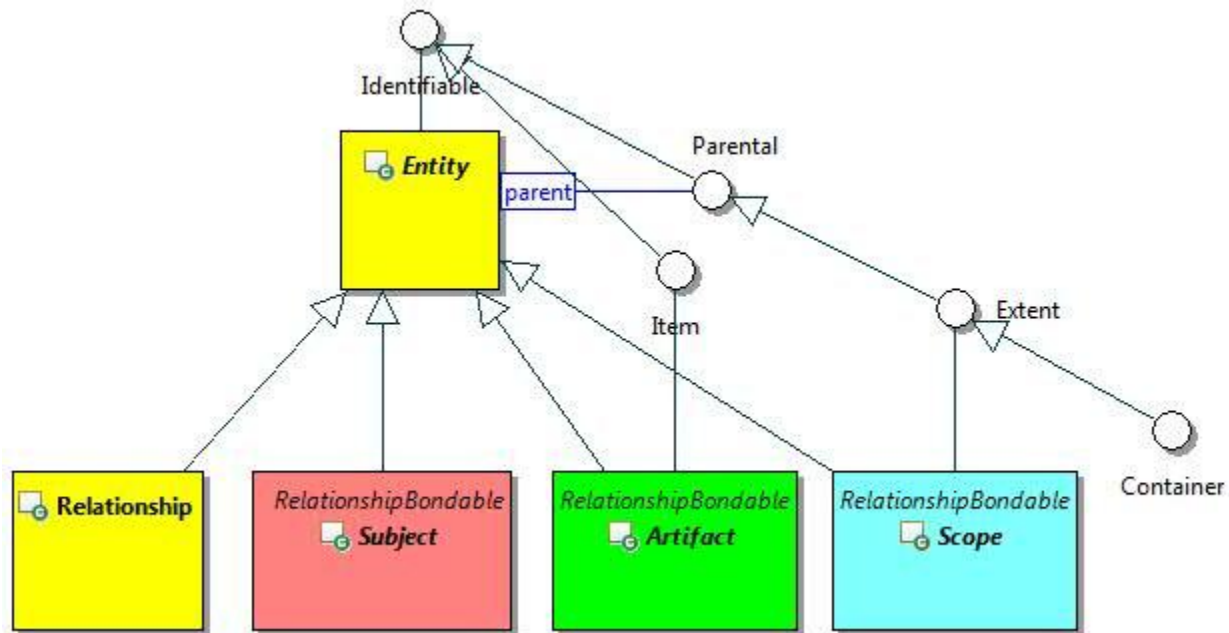 Identifiable
Entity
Parental
parent
Item
Extent
Container
Relationship
RelationshipBondable
Subject
RelationshipBondable
Artifact
RelationshipBondable
Scope